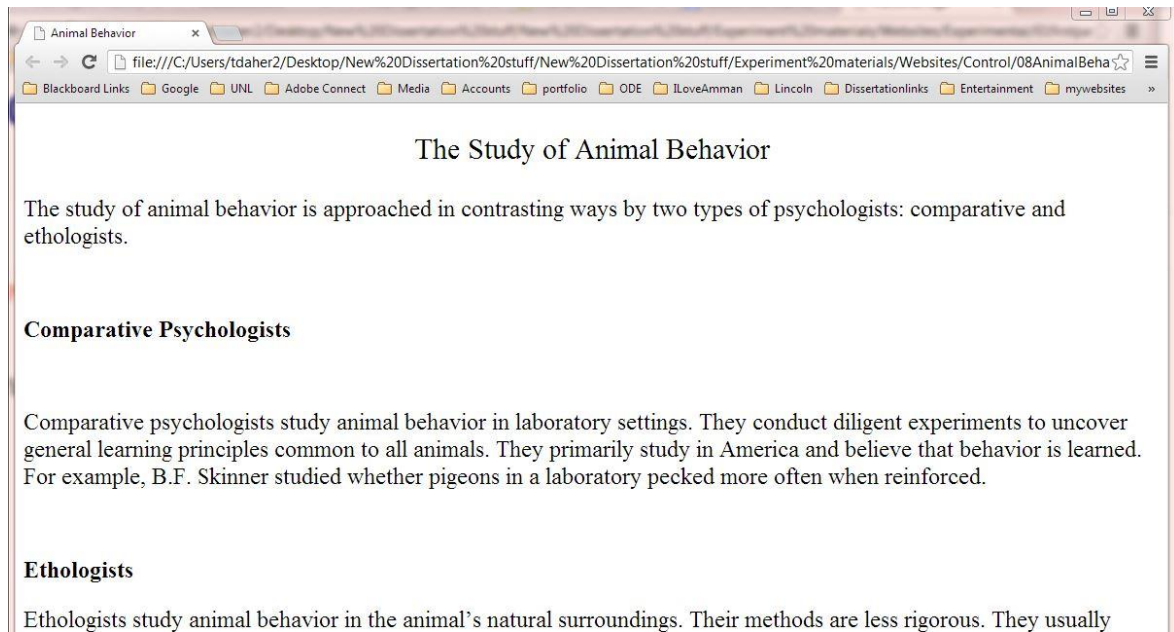 Animal Behavior
file:///C:/Users/tdaher2/Desktop/New%20Dissertation%20stuff/New%20Dissertation%20stuff/Experiment%20materials/Websites/Control/08AnimalBeha
Blackboard Links Google UNL Adobe Connect Media Accounts portfolio ODE ILoveAmman Lincoln Dissertationlinks Entertainment mywebsites »
The Study of Animal Behavior
The study of animal behavior is approached in contrasting ways by two types of psychologists: comparative and
ethologists.
Comparative Psychologists
Comparative psychologists study animal behavior in laboratory settings. They conduct diligent experiments to uncover
general learning principles common to all animals. They primarily study in America and believe that behavior is learned.
For example, B.F. Skinner studied whether pigeons in a laboratory pecked more often when reinforced.
Ethologists
Ethologists study animal behavior in the animal’s natural surroundings. Their methods are less rigorous. They usually